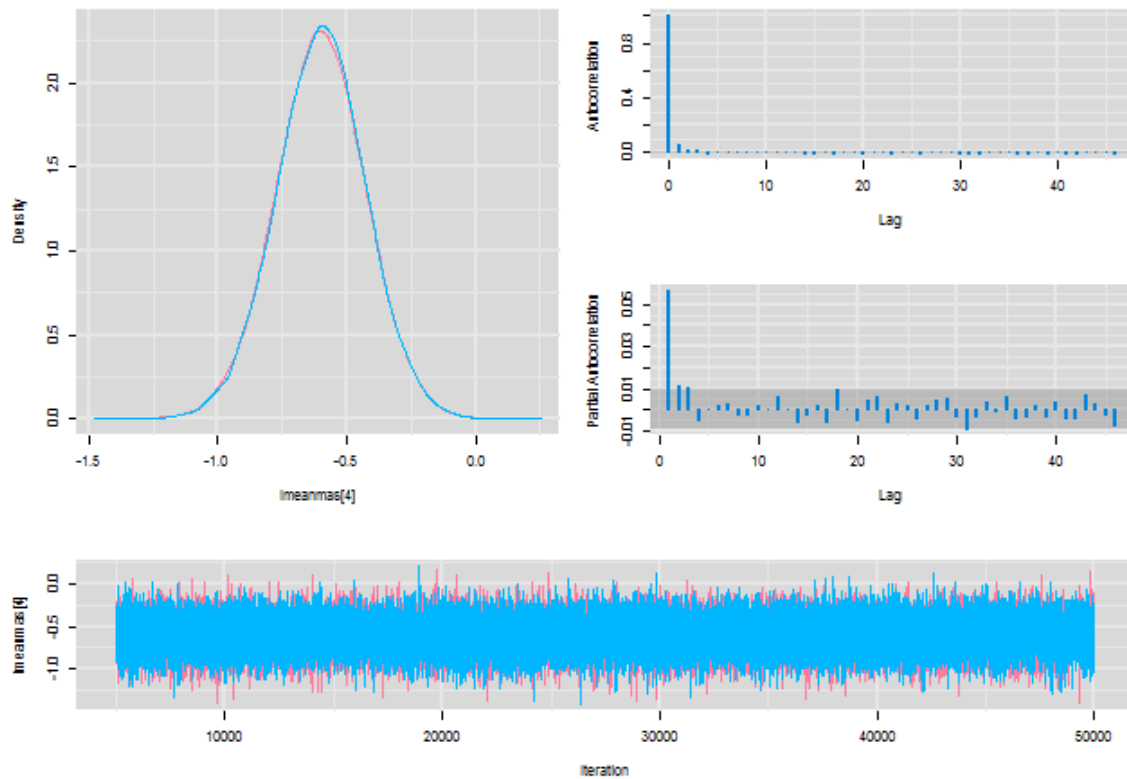 Density
2.0
1.5
1.0
0.5
0.0
-1.5 -1.0 -0.5 0.0
lmeanmas[4]
Autocorrelation
0.8
0.4
0.0
0 10 20 30 40
Lag
Partial Autocorrelation
0.05
0.03
0.01
-0.01
0 10 20 30 40
Lag
lmeanmas[4]
0.0
-0.5
-1.0
10000 20000 30000 40000 50000
Iteration